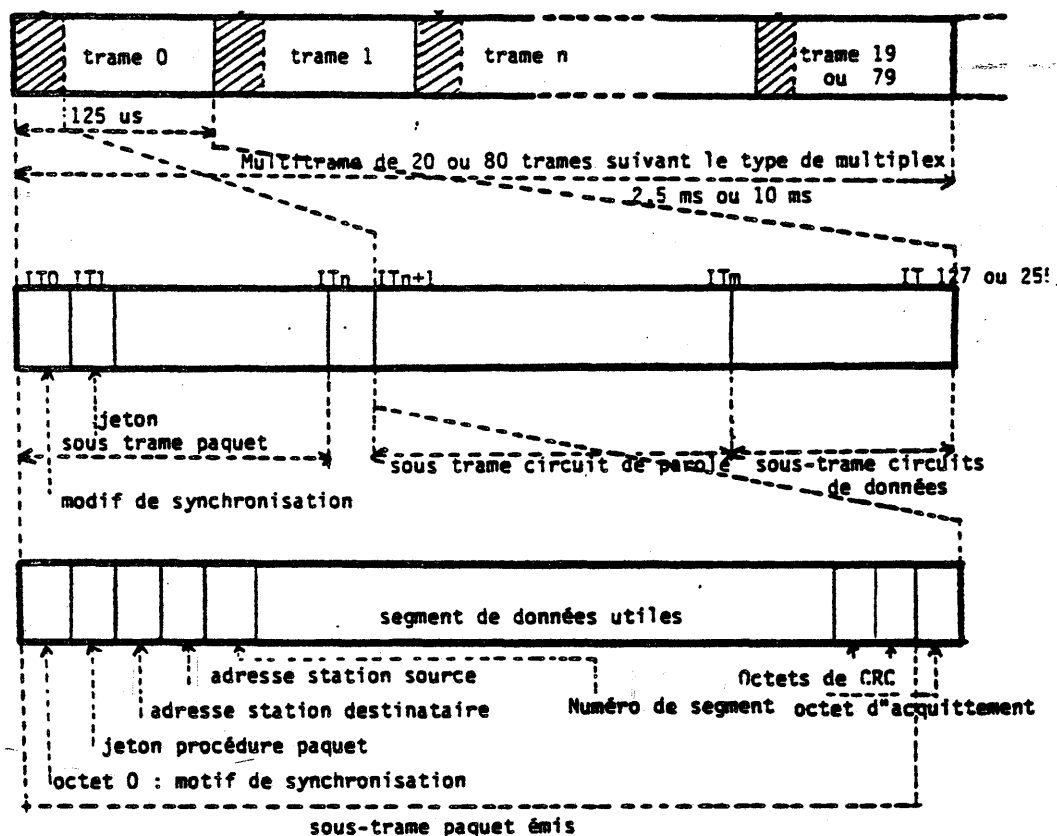 trame 0 trame 1 trame n trame 19
ou 79
125 us
Multitrame de 20 ou 80 trames suivant le type de multiplex
2,5 ms ou 10 ms
IT0 IT1 ITn ITn+1 ITm IT 127 ou 255
jeton
sous trame paquet
sous trame circuit de parole sous-trame circuits
de données
modif de synchronisation
segment de données utiles
adresse station source
Octets de CRC
adresse station destinataire
Numéro de segment octet d"acquittement
jeton procédure paquet
octet 0 : motif de synchronisation
sous-trame paquet émis